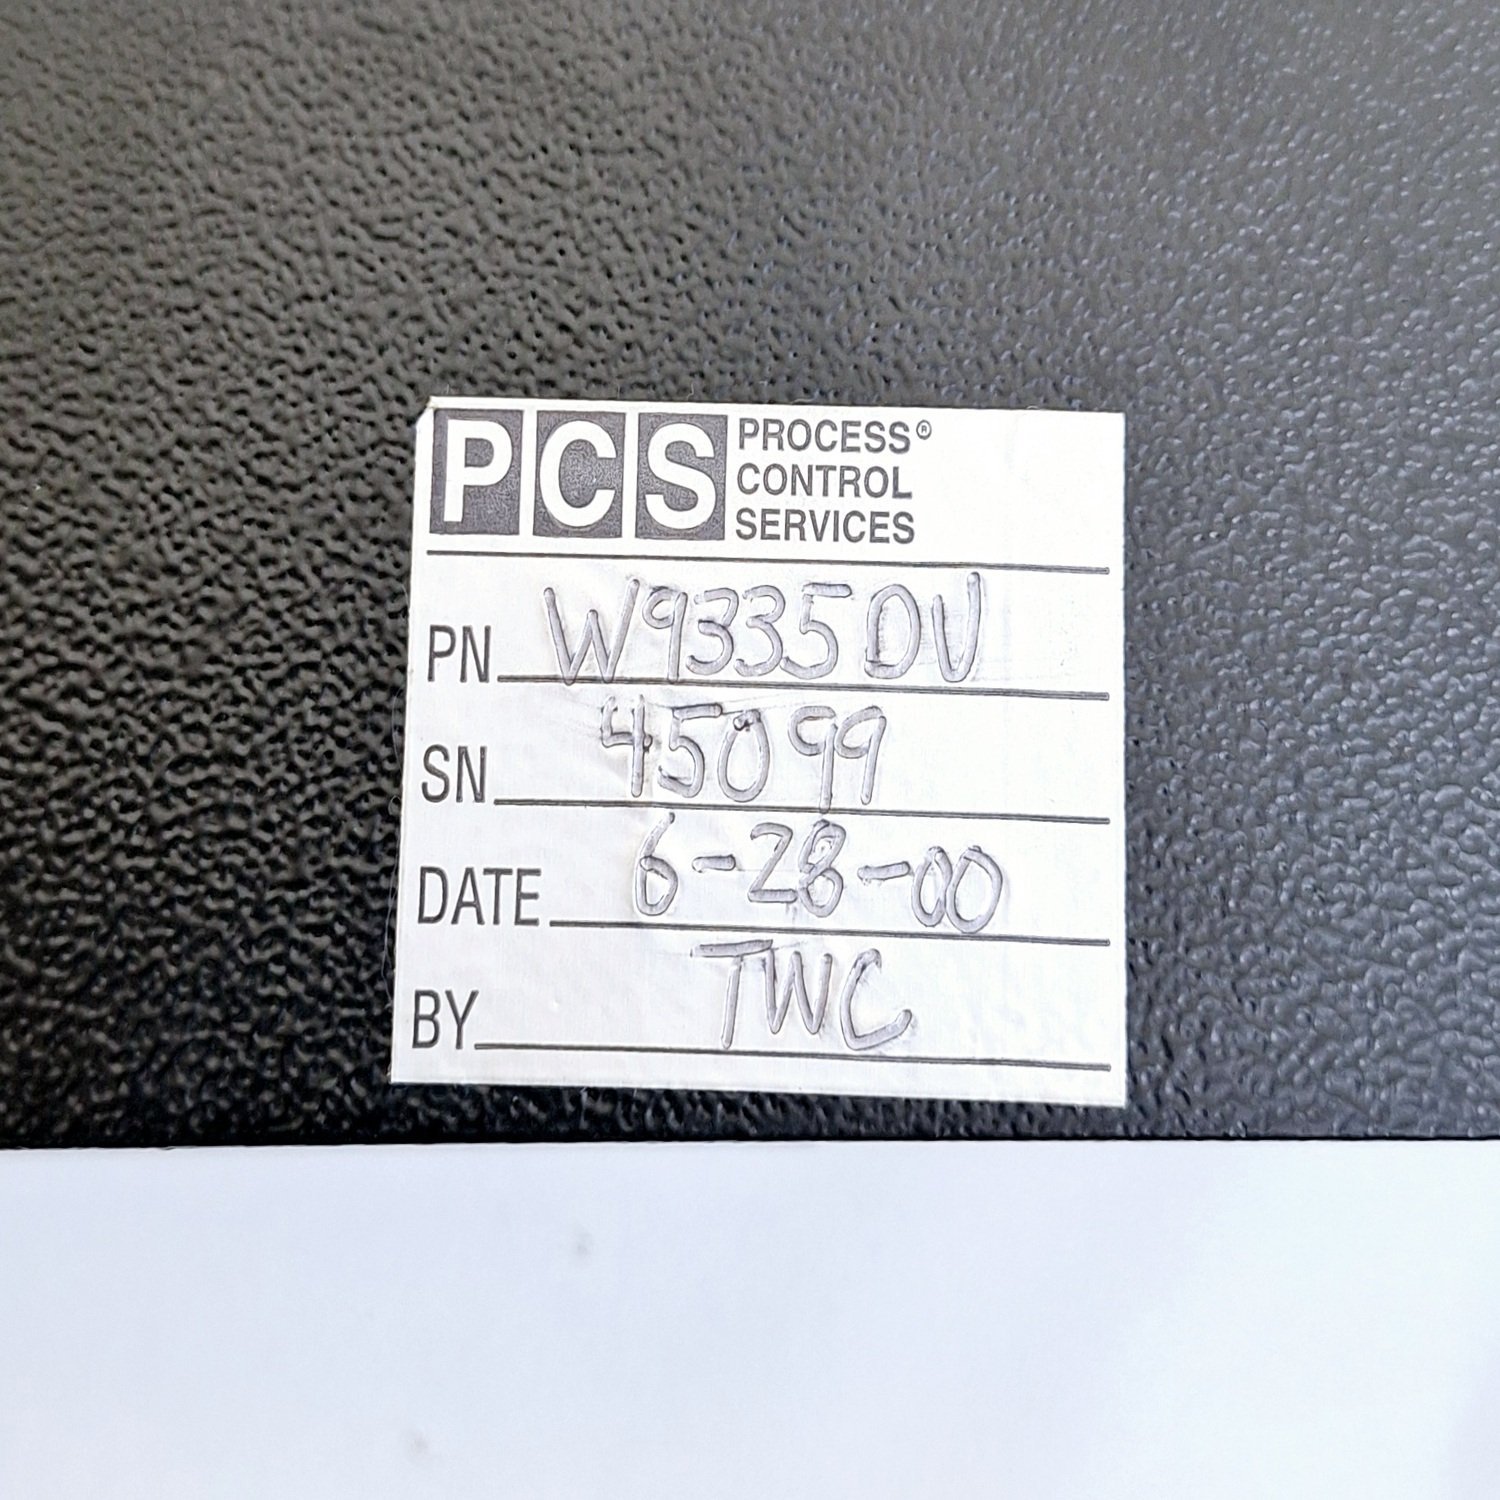 PCS PROCESS®
CONTROL
SERVICES
PN W9335DV
SN 45099
DATE 6-28-00
BY TWC